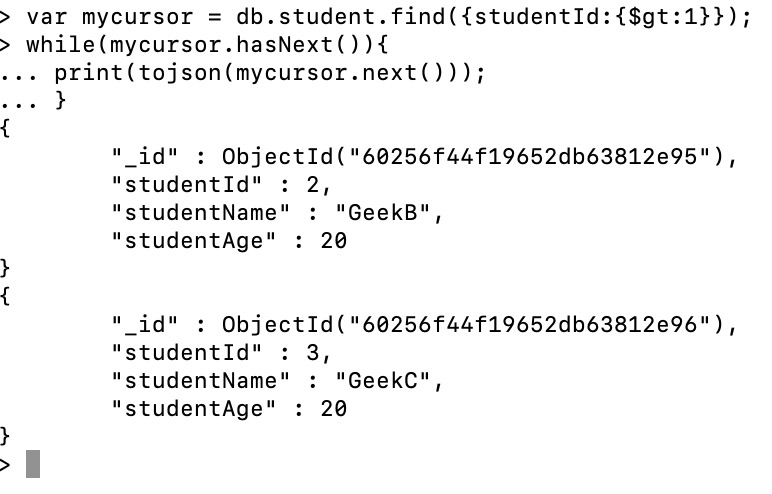 > var mycursor = db.student.find({studentId:{$gt:1}});
> while(mycursor.hasNext()){
... print(tojson(mycursor.next()));
... }
{
        "_id" : ObjectId("60256f44f19652db63812e95"),
        "studentId" : 2,
        "studentName" : "GeekB",
        "studentAge" : 20
}
{
        "_id" : ObjectId("60256f44f19652db63812e96"),
        "studentId" : 3,
        "studentName" : "GeekC",
        "studentAge" : 20
}
>